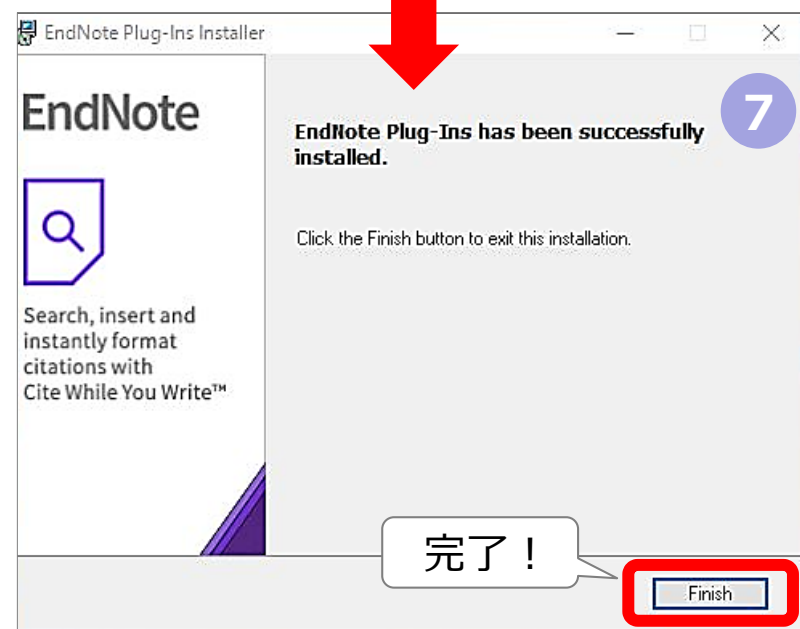 EndNote Plug-Ins Installer
7
EndNote
EndNote Plug-Ins has been successfully
installed.
Click the Finish button to exit this installation.
Search, insert and
instantly format
citations with
Cite While You Write™
完了！
Finish